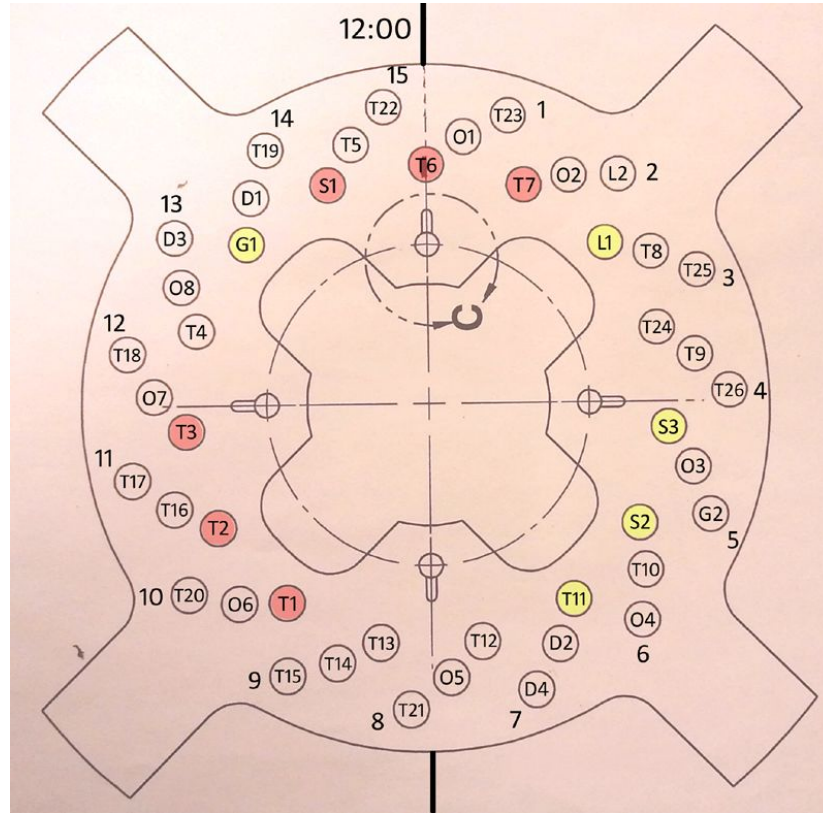 12:00
15
T22
T23
1
14
T5
O1
T19
T6
S1
T7
O2
L2
2
13
D1
D3
G1
L1
T8
T25
3
O8
12
T4
T24
T18
T9
C
O7
T26
4
T3
S3
11
O3
T17
T16
G2
T2
S2
5
T10
10
T20
O6
T1
T11
O4
T13
T12
D2
6
T14
9
T15
O5
D4
8
T21
7